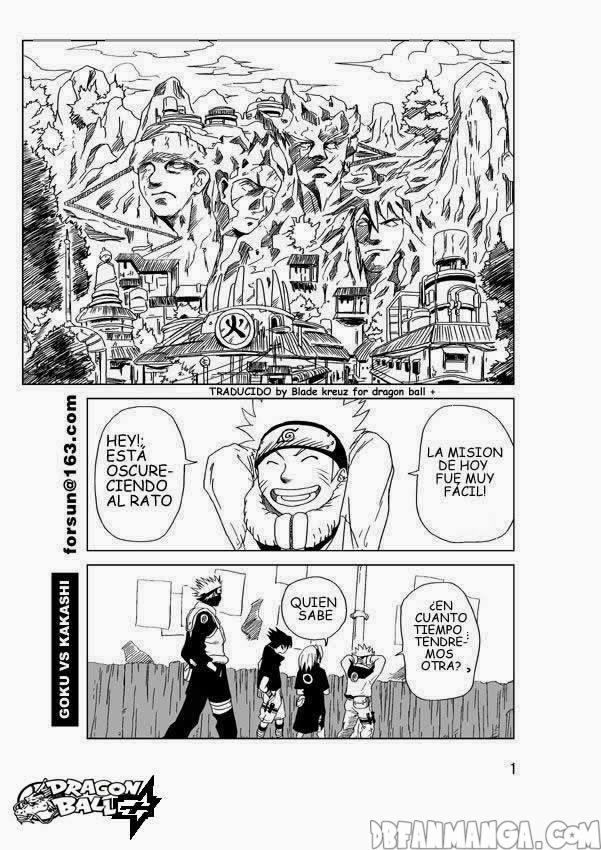 火
TRADUCIDO by Blade kreuz for dragon ball +
forsun@163.com
LA MISION
DE HOY
FUE MUY
FÁCIL!
HEY!;
ESTÁ
OSCURE-
CIENDO
AL RATO
GOKU VS KAKASHI
¿EN
CUANTO
TIEMPO
TENDRE-
MOS
OTRA?
QUIEN
SABE
1
DRAGON
BALL
DBFANMANGA.COM